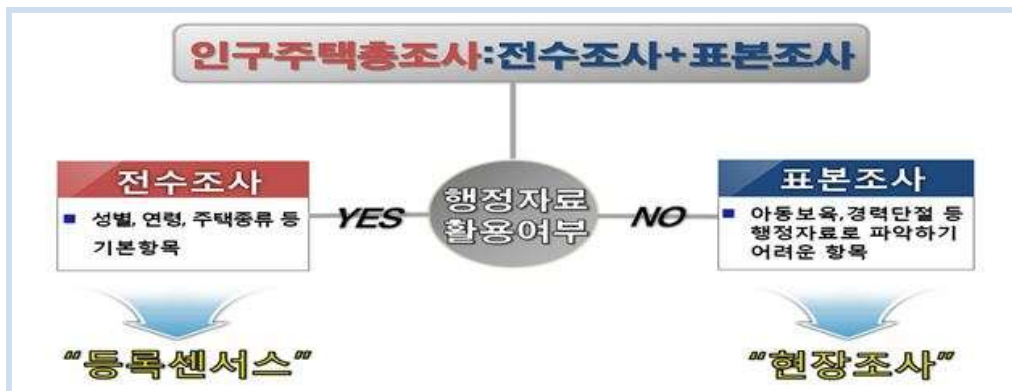 인구주택총조사:전수조사+표본조사
전수조사
▪ 성별, 연령, 주택종류 등
기본항목
YES
행정자료
활용여부
NO
표본조사
▪ 아동보육,경력단절 등
행정자료로 파악하기
어려운 항목
“등록센서스”
“현장조사”